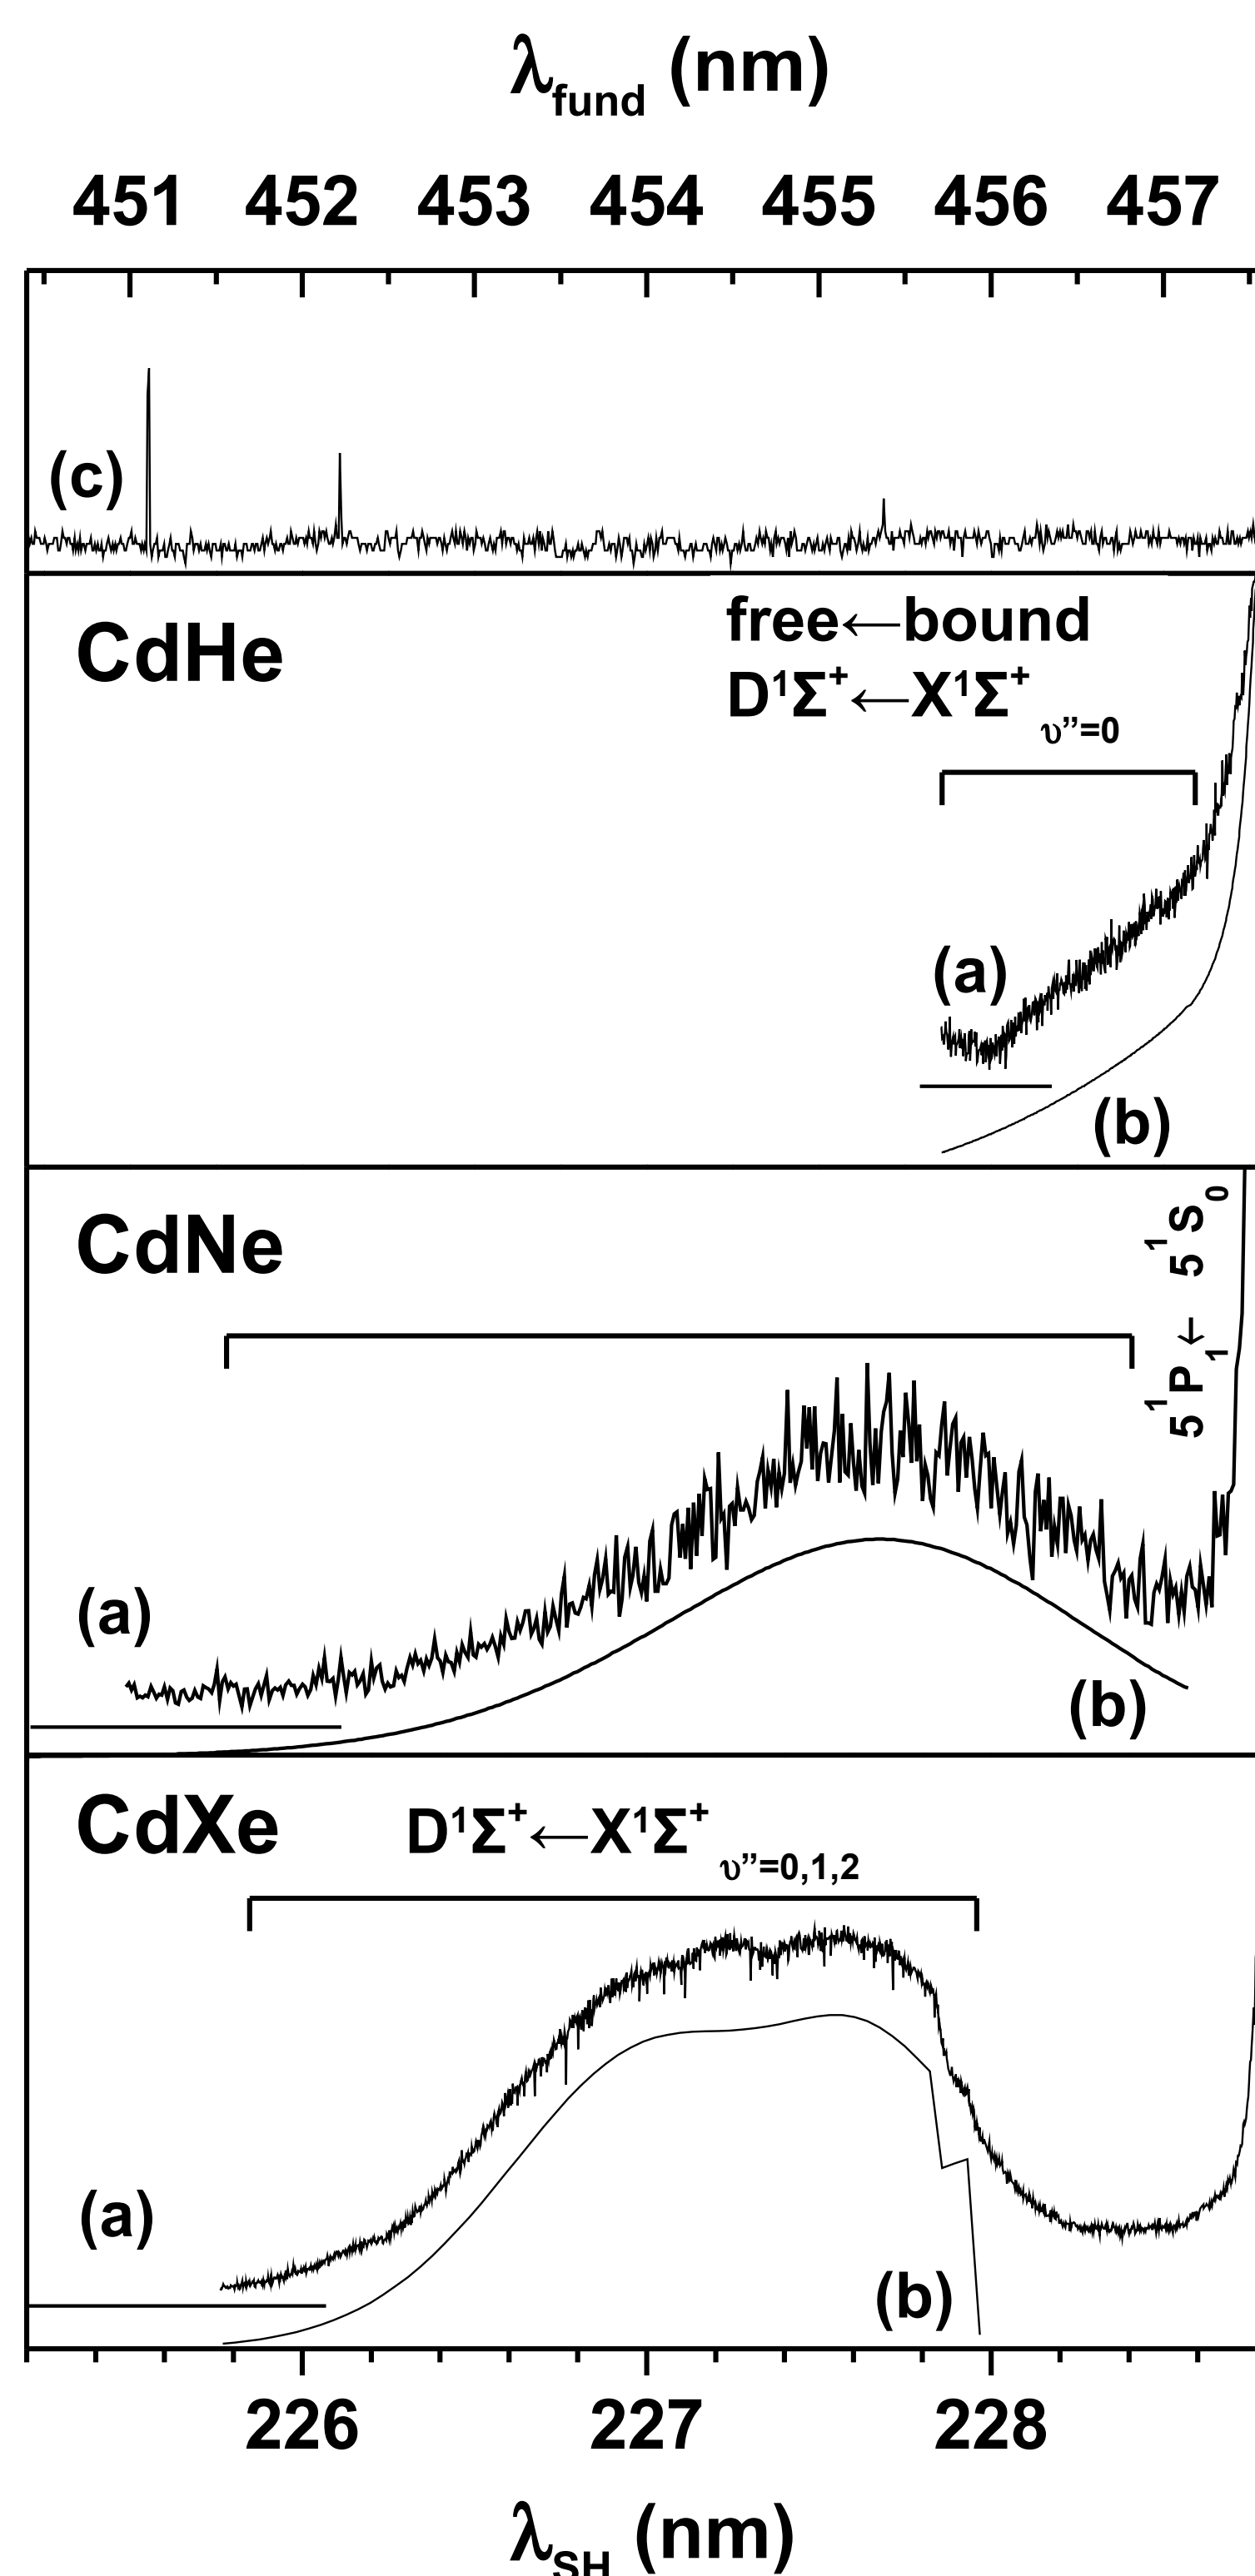 λfund (nm)
451 452 453 454 455 456 457
(c)
CdHe
free←bound
D¹Σ⁺←X¹Σ⁺ υ”=0
(a)
(b)
CdNe
5¹P₁← 5¹S₀
(a)
(b)
CdXe
D¹Σ⁺←X¹Σ⁺ υ”=0,1,2
(a)
(b)
226 227 228
λSH (nm)